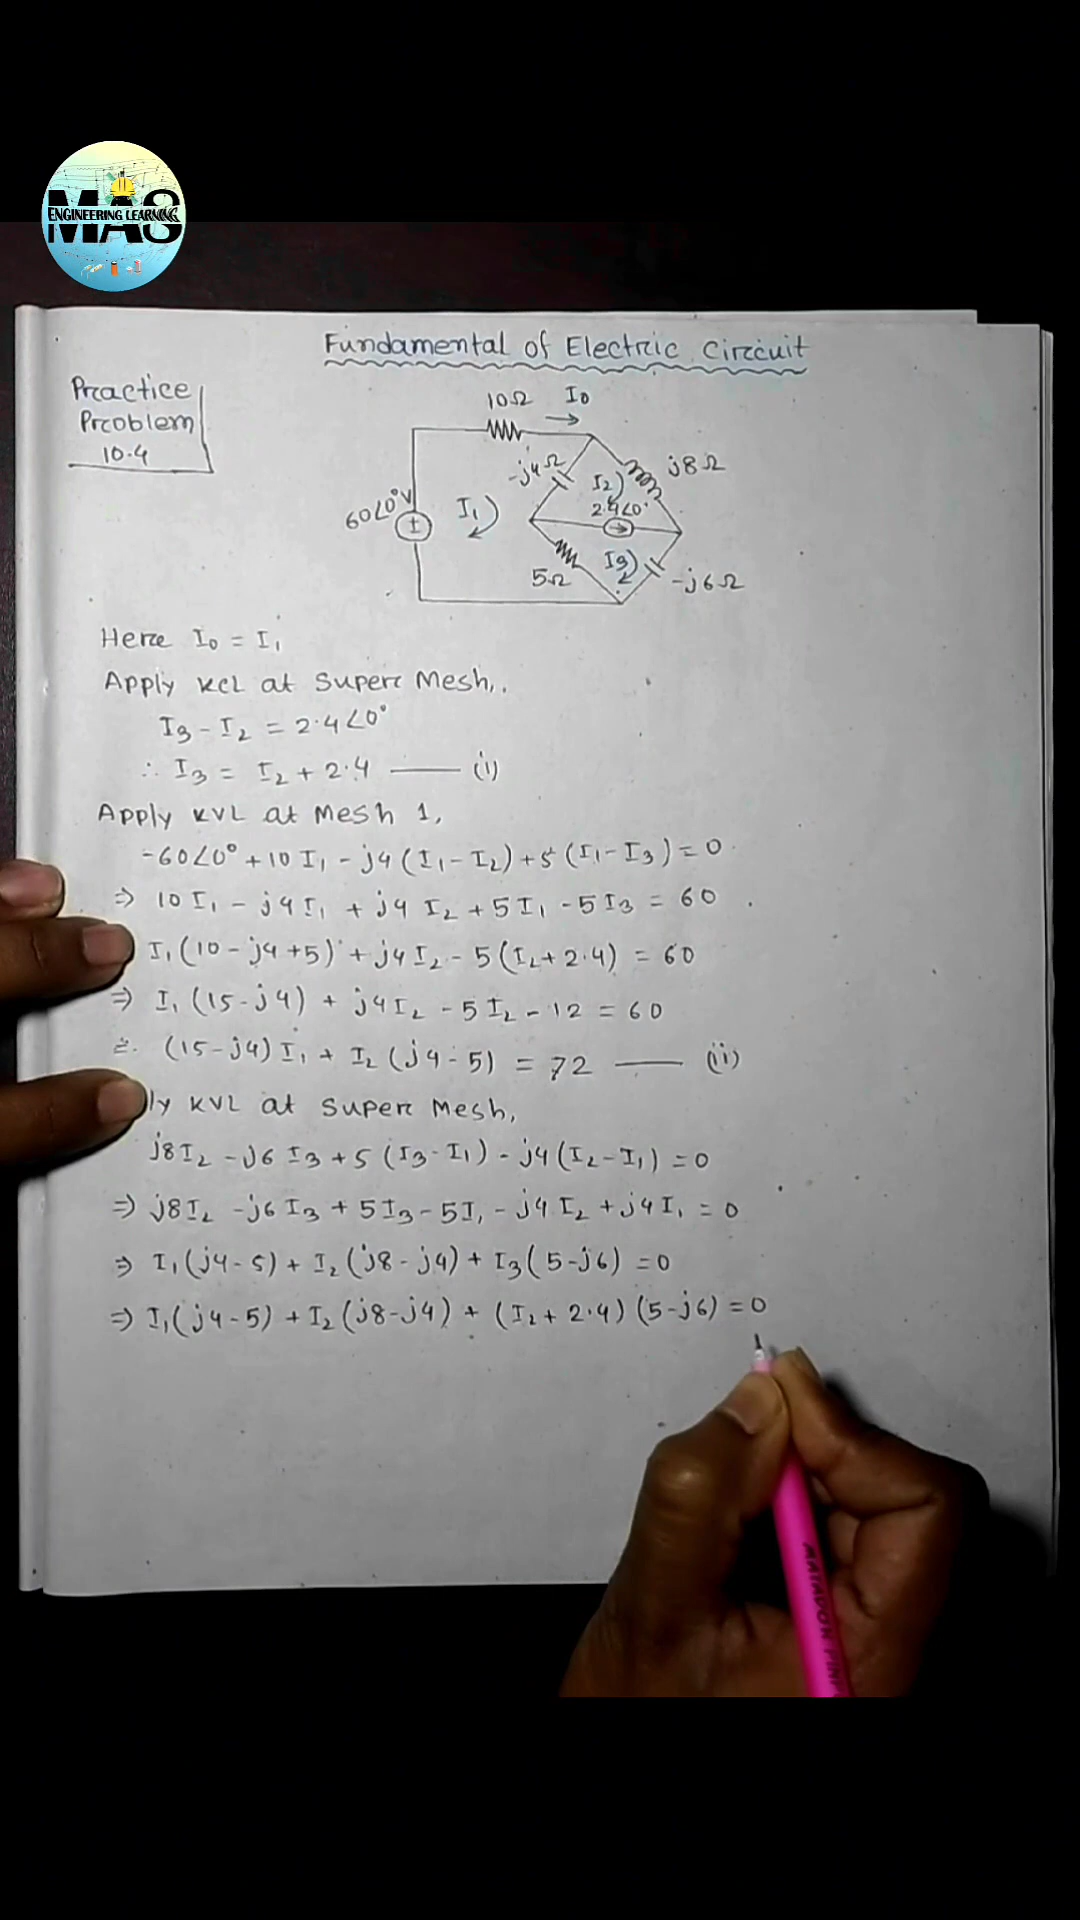 MAS
ENGINEERING LEARNING
Fundamental of Electric Circuit
Practice
Problem
10.4
10Ω I₀
-j4Ω
j8Ω
I₂
2.4∠0°
60∠0°V
I₁
I₃
5Ω
-j6Ω
Here I₀ = I₁
Apply KCL at Super Mesh,.
I₃ - I₂ = 2.4∠0°
∴ I₃ = I₂ + 2.4 —— (i)
Apply KVL at Mesh 1,
-60∠0° + 10 I₁ - j4 (I₁ - I₂) + 5 (I₁ - I₃) = 0
⇒ 10 I₁ - j4 I₁ + j4 I₂ + 5 I₁ - 5 I₃ = 60
I₁ (10 - j4 + 5) + j4 I₂ - 5 (I₂ + 2.4) = 60
⇒ I₁ (15 - j4) + j4 I₂ - 5 I₂ - 12 = 60
(15 - j4) I₁ + I₂ (j4 - 5) = 72 —— (ii)
ly KVL at Super Mesh,
j8 I₂ - j6 I₃ + 5 (I₃ - I₁) - j4 (I₂ - I₁) = 0
⇒ j8 I₂ - j6 I₃ + 5 I₃ - 5 I₁ - j4 I₂ + j4 I₁ = 0
⇒ I₁ (j4 - 5) + I₂ (j8 - j4) + I₃ (5 - j6) = 0
⇒ I₁ (j4 - 5) + I₂ (j8 - j4) + (I₂ + 2.4) (5 - j6) = 0